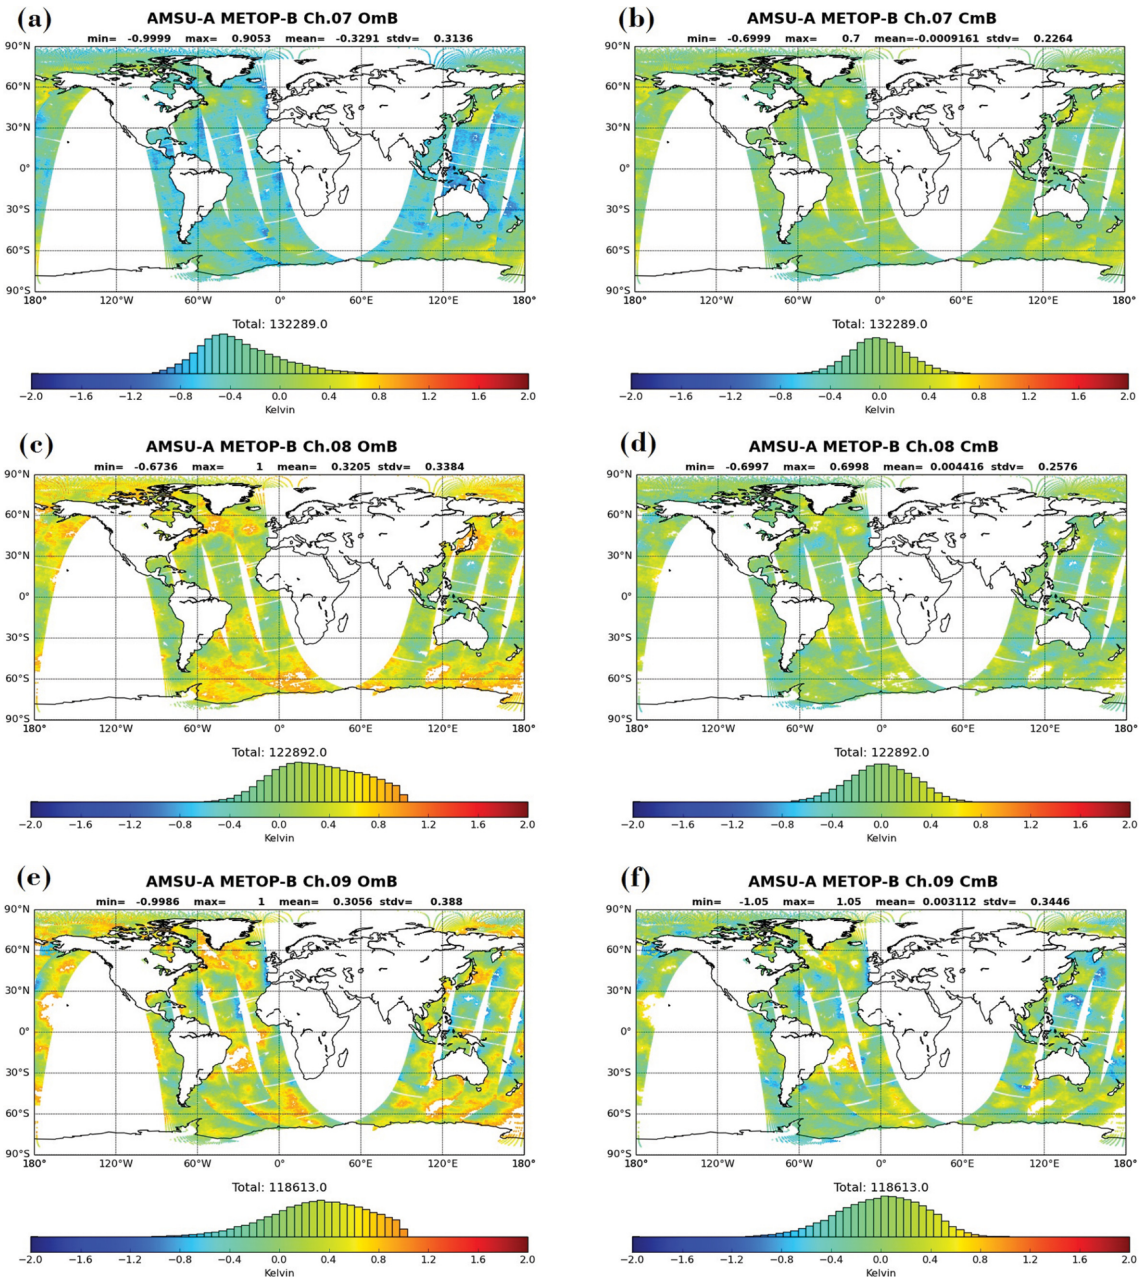 (a)
AMSU-A METOP-B Ch.07 OmB
min= -0.9999 max= 0.9053 mean= -0.3291 stdv= 0.3136
90°N
60°N
30°N
0°
30°S
60°S
90°S
180° 120°W 60°W 0° 60°E 120°E 180°
Total: 132289.0
−2.0 −1.6 −1.2 −0.8 −0.4 0.0 0.4 0.8 1.2 1.6 2.0
Kelvin
(b)
AMSU-A METOP-B Ch.07 CmB
min= -0.6999 max= 0.7 mean=-0.0009161 stdv= 0.2264
90°N
60°N
30°N
0°
30°S
60°S
90°S
180° 120°W 60°W 0° 60°E 120°E 180°
Total: 132289.0
−2.0 −1.6 −1.2 −0.8 −0.4 0.0 0.4 0.8 1.2 1.6 2.0
Kelvin
(c)
AMSU-A METOP-B Ch.08 OmB
min= -0.6736 max= 1 mean= 0.3205 stdv= 0.3384
90°N
60°N
30°N
0°
30°S
60°S
90°S
180° 120°W 60°W 0° 60°E 120°E 180°
Total: 122892.0
−2.0 −1.6 −1.2 −0.8 −0.4 0.0 0.4 0.8 1.2 1.6 2.0
Kelvin
(d)
AMSU-A METOP-B Ch.08 CmB
min= -0.6997 max= 0.6998 mean= 0.004416 stdv= 0.2576
90°N
60°N
30°N
0°
30°S
60°S
90°S
180° 120°W 60°W 0° 60°E 120°E 180°
Total: 122892.0
−2.0 −1.6 −1.2 −0.8 −0.4 0.0 0.4 0.8 1.2 1.6 2.0
Kelvin
(e)
AMSU-A METOP-B Ch.09 OmB
min= -0.9986 max= 1 mean= 0.3056 stdv= 0.388
90°N
60°N
30°N
0°
30°S
60°S
90°S
180° 120°W 60°W 0° 60°E 120°E 180°
Total: 118613.0
−2.0 −1.6 −1.2 −0.8 −0.4 0.0 0.4 0.8 1.2 1.6 2.0
Kelvin
(f)
AMSU-A METOP-B Ch.09 CmB
min= -1.05 max= 1.05 mean= 0.003112 stdv= 0.3446
90°N
60°N
30°N
0°
30°S
60°S
90°S
180° 120°W 60°W 0° 60°E 120°E 180°
Total: 118613.0
−2.0 −1.6 −1.2 −0.8 −0.4 0.0 0.4 0.8 1.2 1.6 2.0
Kelvin